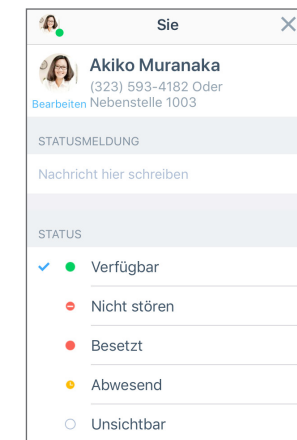 Sie
Akiko Muranaka
(323) 593-4182 Oder
Bearbeiten Nebenstelle 1003
STATUSMELDUNG
Nachricht hier schreiben
STATUS
Verfügbar
Nicht stören
Besetzt
Abwesend
Unsichtbar